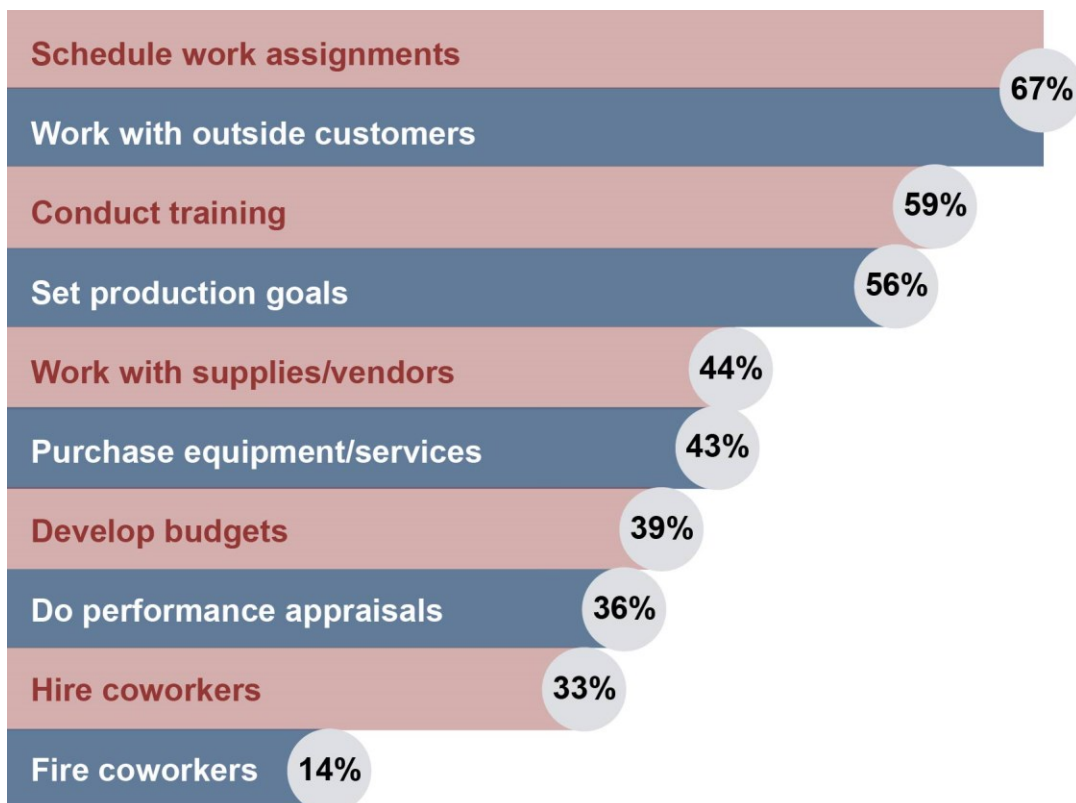 Schedule work assignments
67%
Work with outside customers
Conduct training
59%
Set production goals
56%
Work with supplies/vendors
44%
Purchase equipment/services
43%
Develop budgets
39%
Do performance appraisals
36%
Hire coworkers
33%
Fire coworkers
14%